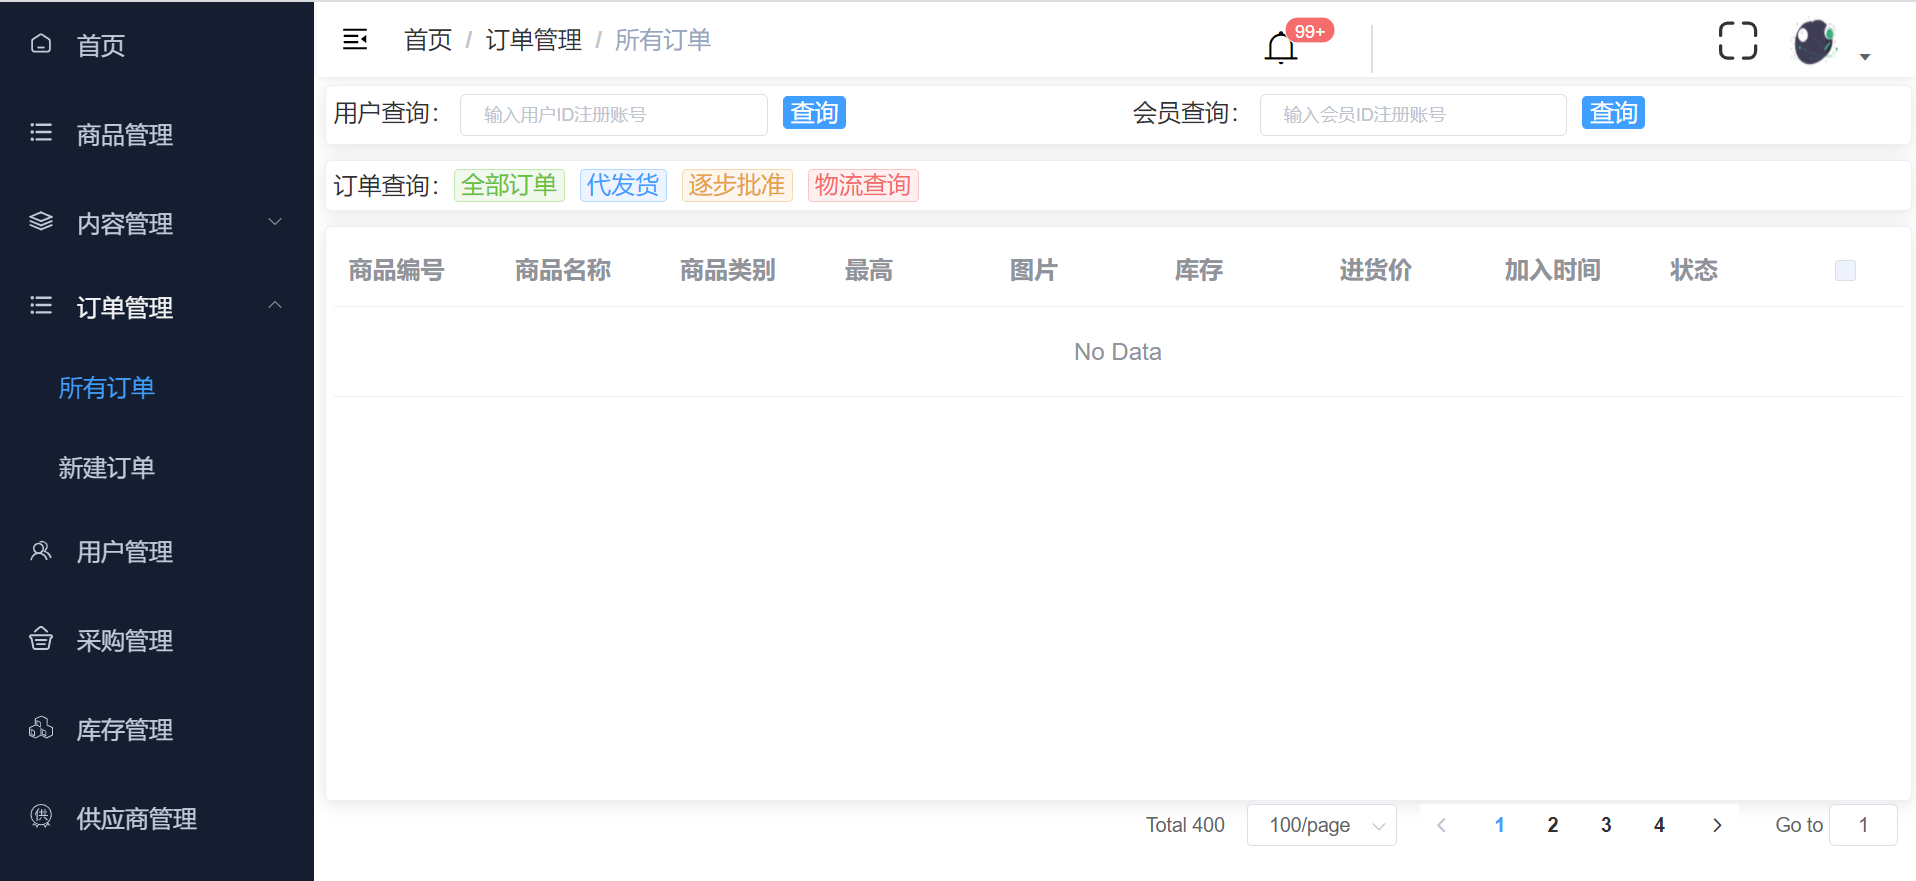 首页
商品管理
内容管理
订单管理
所有订单
新建订单
用户管理
采购管理
库存管理
供
供应商管理
首页 / 订单管理 / 所有订单
99+
用户查询： 输入用户ID注册账号 查询 会员查询： 输入会员ID注册账号 查询
订单查询： 全部订单 代发货 逐步批准 物流查询
商品编号 商品名称 商品类别 最高 图片 库存 进货价 加入时间 状态
No Data
Total 400 100/page 1 2 3 4 Go to 1